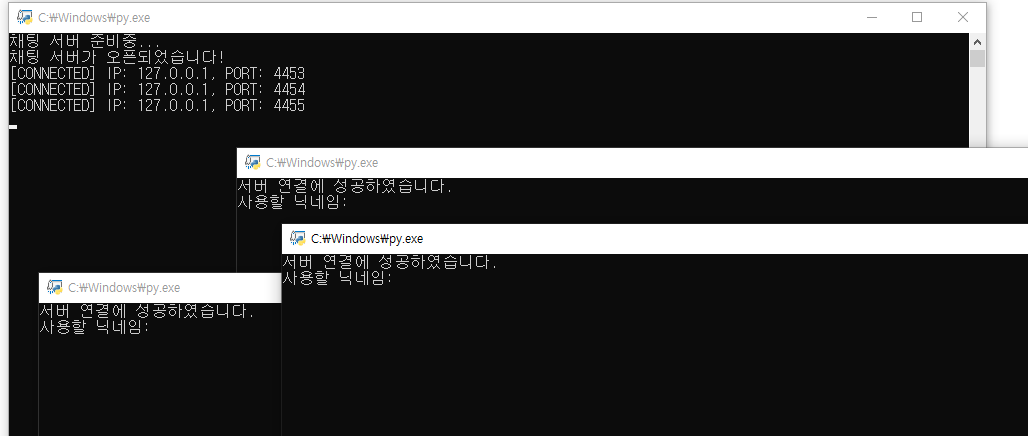 C:₩Windows₩py.exe
채팅 서버 준비중...
채팅 서버가 오픈되었습니다!
[CONNECTED] IP: 127.0.0.1, PORT: 4453
[CONNECTED] IP: 127.0.0.1, PORT: 4454
[CONNECTED] IP: 127.0.0.1, PORT: 4455
C:₩Windows₩py.exe
서버 연결에 성공하였습니다.
사용할 닉네임:
C:₩Windows₩py.exe
서버 연결에 성공하였습니다.
사용할 닉네임:
C:₩Windows₩py.exe
서버 연결에 성공하였습니다.
사용할 닉네임: